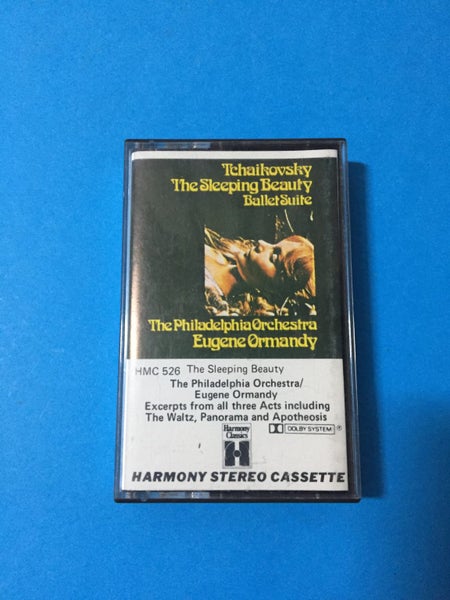 Tchaikovsky
The Sleeping Beauty
Ballet Suite
The Philadelphia Orchestra
Eugene Ormandy
HMC 526 The Sleeping Beauty
The Philadelphia Orchestra/
Eugene Ormandy
Excerpts from all three Acts including
The Waltz, Panorama and Apotheosis
DOLBY SYSTEM ®
Harmony
Classics
H
HARMONY STEREO CASSETTE